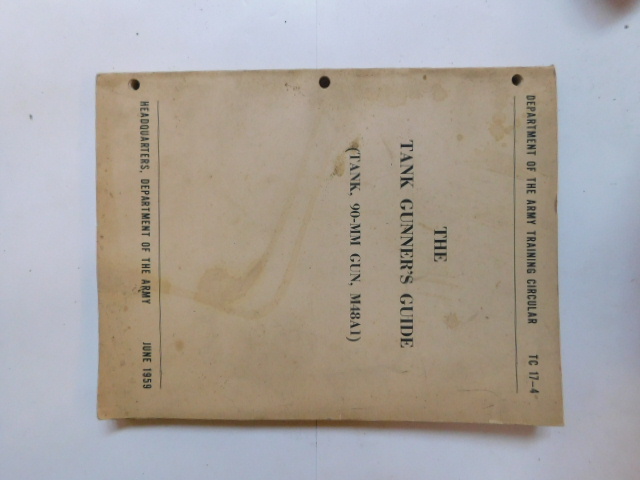 DEPARTMENT OF THE ARMY TRAINING CIRCULAR TC 17-4
THE
TANK GUNNER'S GUIDE
(TANK, 90-MM GUN, M48A1)
HEADQUARTERS, DEPARTMENT OF THE ARMY JUNE 1959